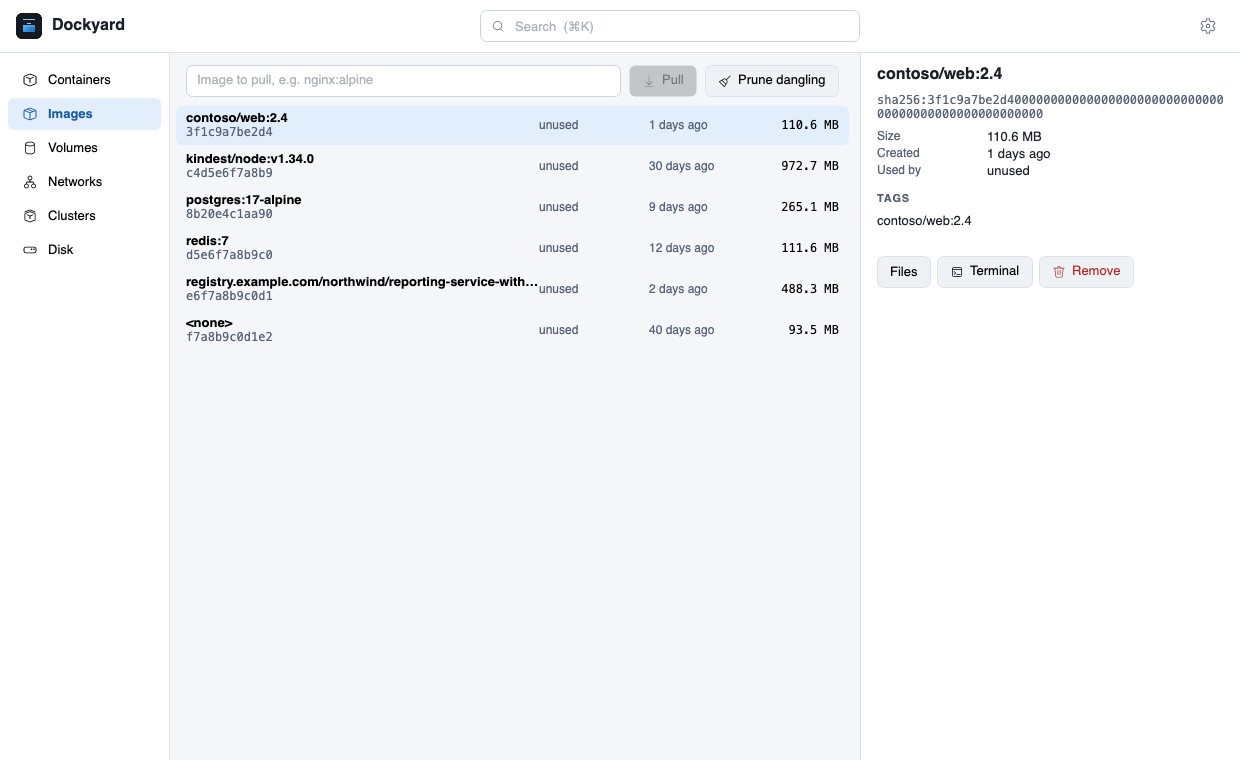 Dockyard
Search (⌘K)
Containers
Images
Volumes
Networks
Clusters
Disk
Image to pull, e.g. nginx:alpine
Pull
Prune dangling
contoso/web:2.4
3f1c9a7be2d4
unused
1 days ago
110.6 MB
kindest/node:v1.34.0
c4d5e6f7a8b9
unused
30 days ago
972.7 MB
postgres:17-alpine
8b20e4c1aa90
unused
9 days ago
265.1 MB
redis:7
d5e6f7a8b9c0
unused
12 days ago
111.6 MB
registry.example.com/northwind/reporting-service-with...
e6f7a8b9c0d1
unused
2 days ago
488.3 MB
<none>
f7a8b9c0d1e2
unused
40 days ago
93.5 MB
contoso/web:2.4
sha256:3f1c9a7be2d40000000000000000000000000000
00000000000000000000000
Size
110.6 MB
Created
1 days ago
Used by
unused
TAGS
contoso/web:2.4
Files
Terminal
Remove